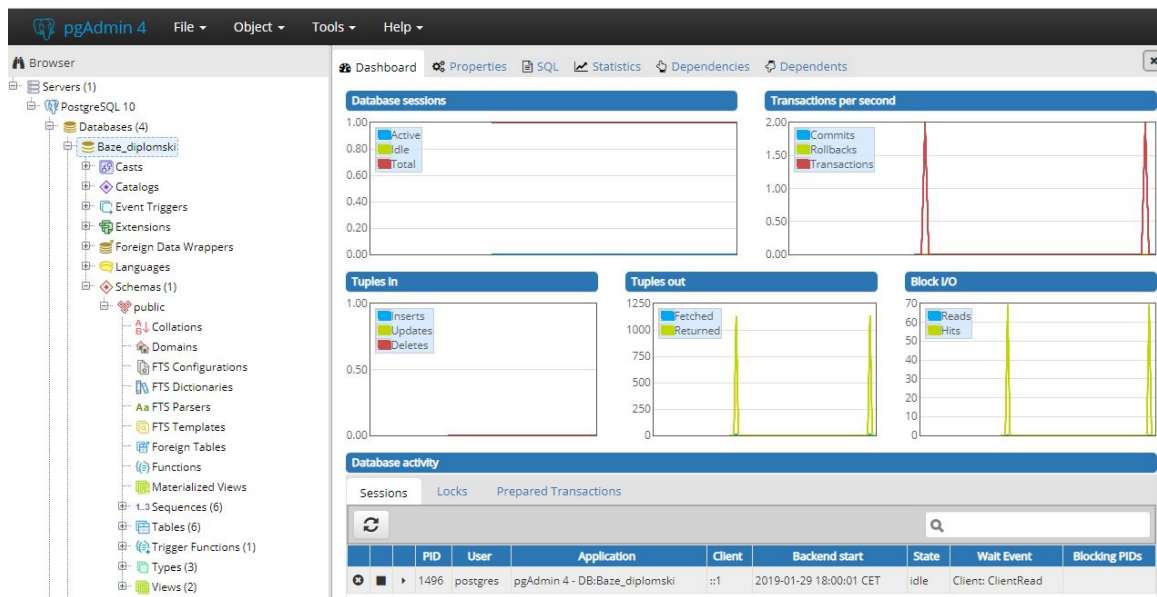 pgAdmin 4 File Object Tools Help
Browser
Servers (1)
PostgreSQL 10
Databases (4)
Baze_diplomski
Casts
Catalogs
Event Triggers
Extensions
Foreign Data Wrappers
Languages
Schemas (1)
public
Collations
Domains
FTS Configurations
FTS Dictionaries
Aa FTS Parsers
FTS Templates
Foreign Tables
Functions
Materialized Views
1..3 Sequences (6)
Tables (6)
Trigger Functions (1)
Types (3)
Views (2)
Dashboard Properties SQL Statistics Dependencies Dependents
Database sessions
1.00
0.80
0.60
0.40
0.20
0.00
Active
Idle
Total
Transactions per second
2.00
1.50
1.00
0.50
0.00
Commits
Rollbacks
Transactions
Tuples in
1.00
0.50
0.00
Inserts
Updates
Deletes
Tuples out
1250
1000
750
500
250
0
Fetched
Returned
Block I/O
70
60
50
40
30
20
10
0
Reads
Hits
Database activity
Sessions Locks Prepared Transactions
PID User Application Client Backend start State Wait Event Blocking PIDs
1496 postgres pgAdmin 4 - DB:Baze_diplomski ::1 2019-01-29 18:00:01 CET idle Client: ClientRead